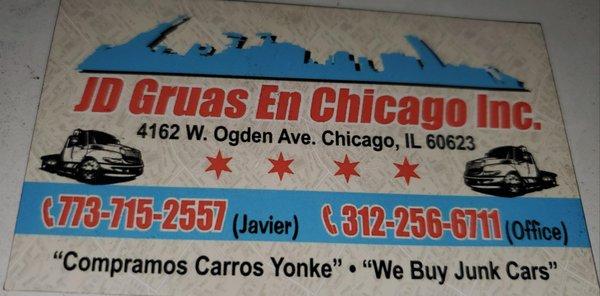 JD Gruas En Chicago Inc.
4162 W. Ogden Ave. Chicago, IL 60623
773-715-2557 (Javier) 312-256-6711 (Office)
“Compramos Carros Yonke” • “We Buy Junk Cars”